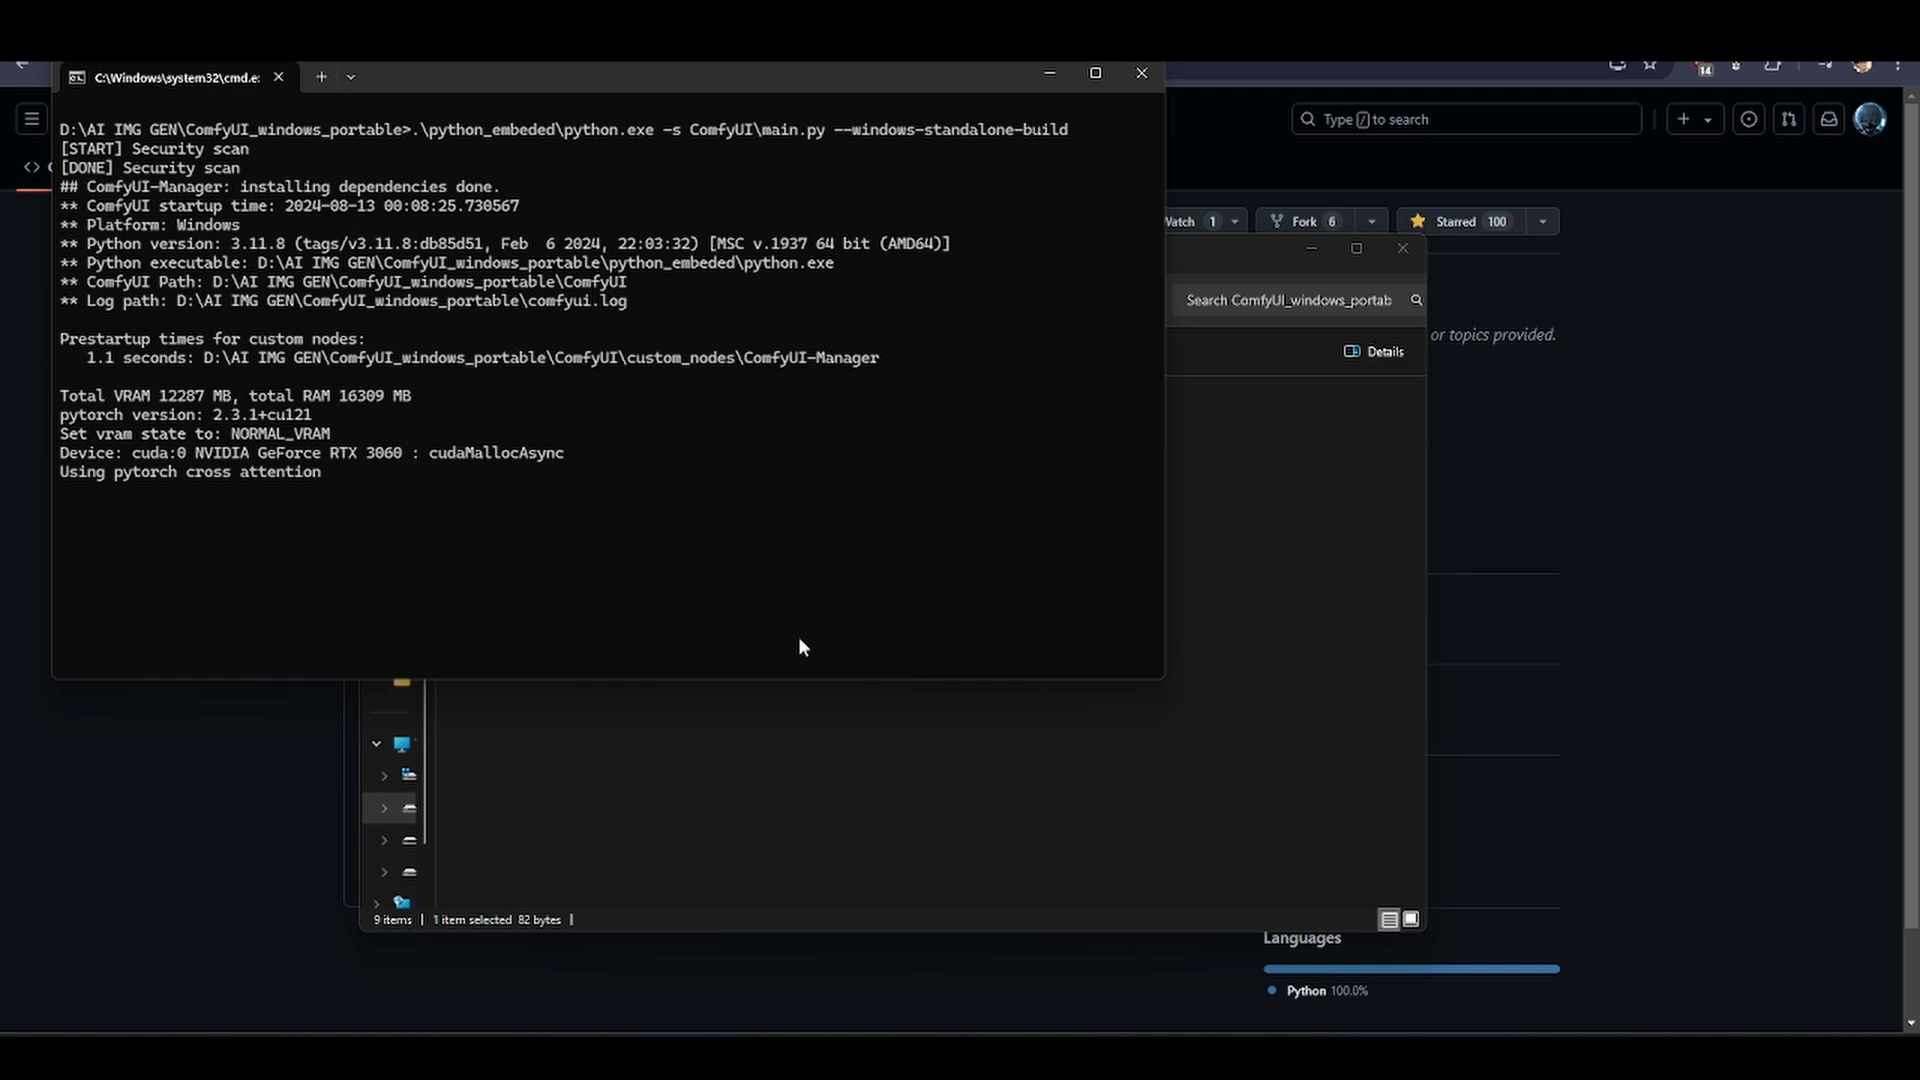 C:\Windows\system32\cmd.e:
D:\AI IMG GEN\ComfyUI_windows_portable>.\python_embeded\python.exe -s ComfyUI\main.py --windows-standalone-build
[START] Security scan
[DONE] Security scan
## ComfyUI-Manager: installing dependencies done.
** ComfyUI startup time: 2024-08-13 00:08:25.730567
** Platform: Windows
** Python version: 3.11.8 (tags/v3.11.8:db85d51, Feb  6 2024, 22:03:32) [MSC v.1937 64 bit (AMD64)]
** Python executable: D:\AI IMG GEN\ComfyUI_windows_portable\python_embeded\python.exe
** ComfyUI Path: D:\AI IMG GEN\ComfyUI_windows_portable\ComfyUI
** Log path: D:\AI IMG GEN\ComfyUI_windows_portable\comfyui.log
Prestartup times for custom nodes:
1.1 seconds: D:\AI IMG GEN\ComfyUI_windows_portable\ComfyUI\custom_nodes\ComfyUI-Manager
Total VRAM 12287 MB, total RAM 16309 MB
pytorch version: 2.3.1+cu121
Set vram state to: NORMAL_VRAM
Device: cuda:0 NVIDIA GeForce RTX 3060 : cudaMallocAsync
Using pytorch cross attention
14
Type / to search
Watch 1
Fork 6
Starred 100
Search ComfyUI_windows_portab
or topics provided.
Details
9 items
1 item selected 82 bytes
Languages
Python 100.0%